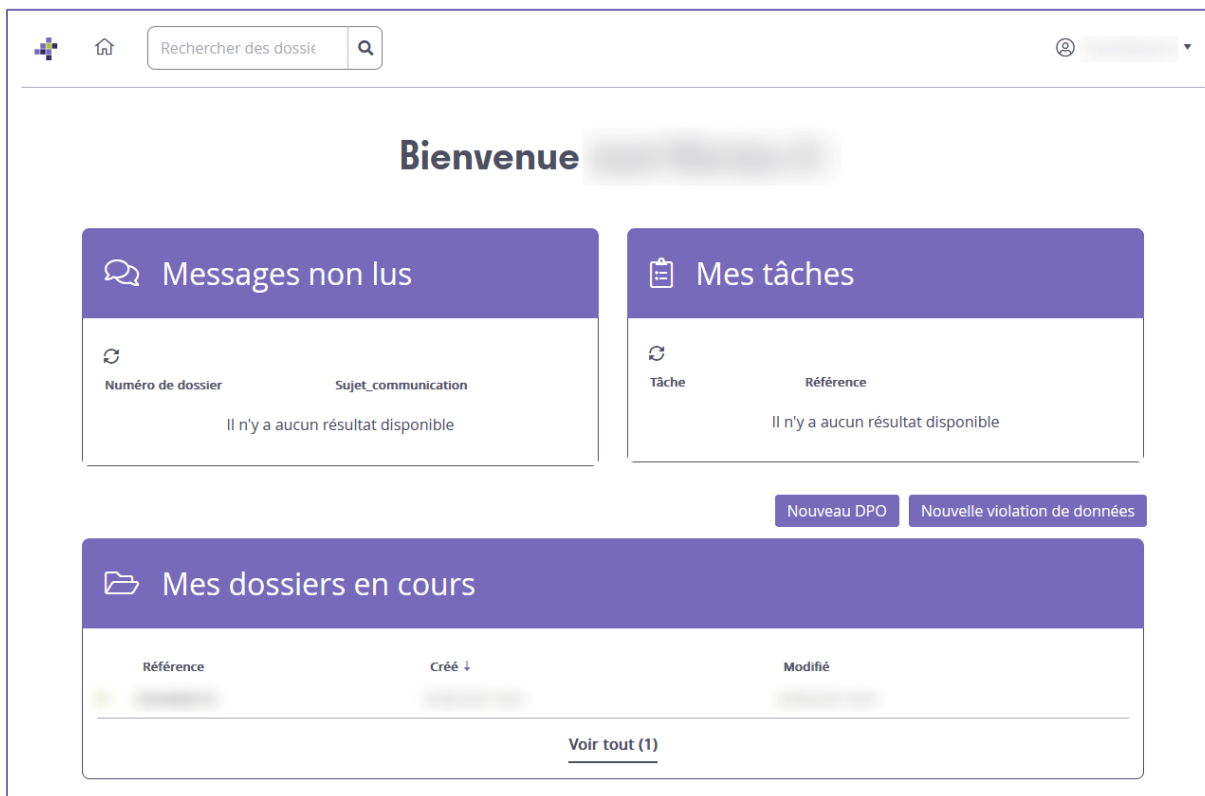 Rechercher des dossie
Bienvenue
Messages non lus
Numéro de dossier Sujet_communication
Il n'y a aucun résultat disponible
Mes tâches
Tâche Référence
Il n'y a aucun résultat disponible
Nouveau DPO Nouvelle violation de données
Mes dossiers en cours
Référence Créé ↓ Modifié
Voir tout (1)